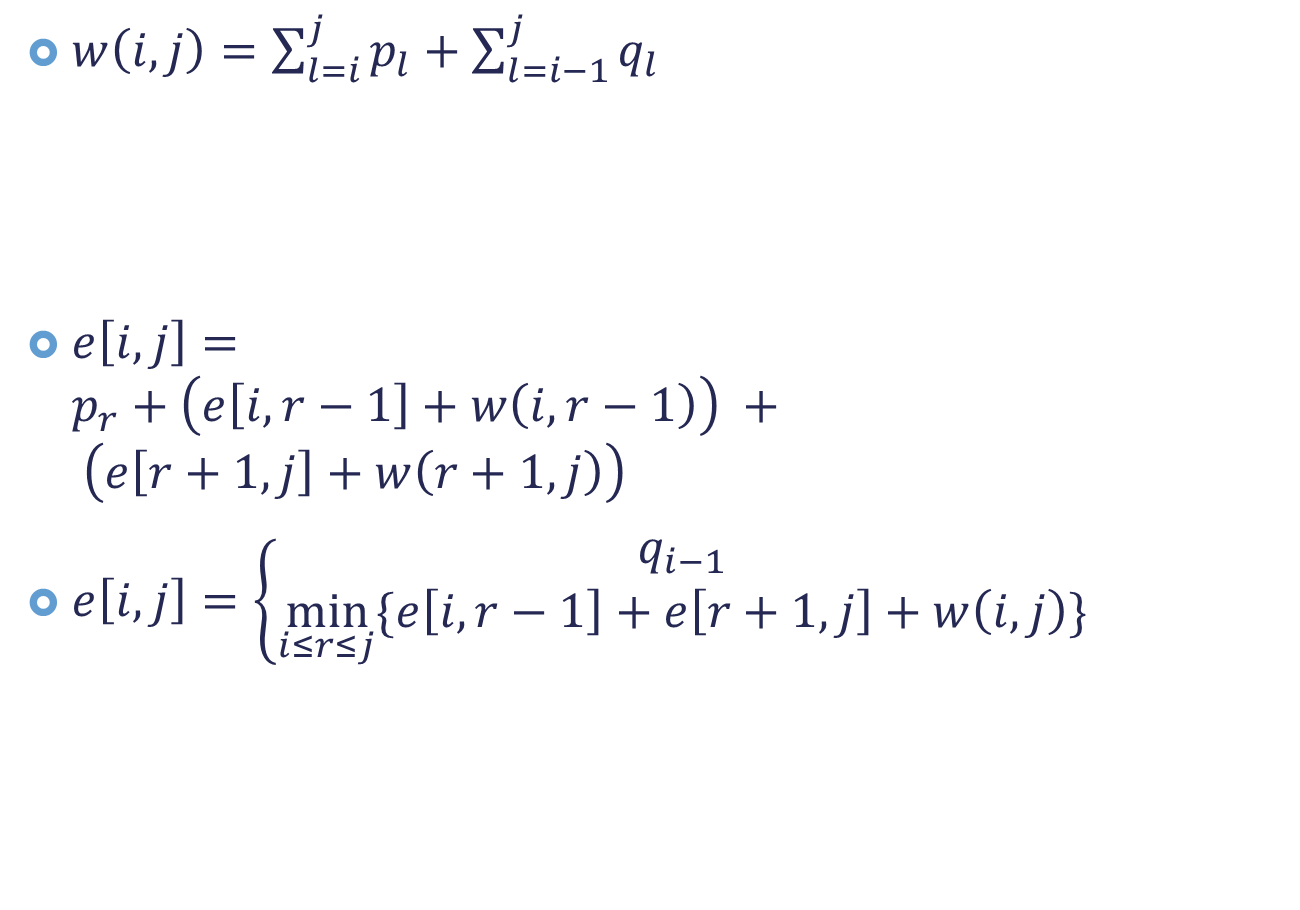 w(i,j) = ∑_{l=i}^{j} p_l + ∑_{l=i−1}^{j} q_l
e[i,j] =
p_r + (e[i,r − 1] + w(i,r − 1)) +
(e[r + 1,j] + w(r + 1,j))
e[i,j] = { q_{i−1}
min_{i≤r≤j}{e[i,r − 1] + e[r + 1,j] + w(i,j)}